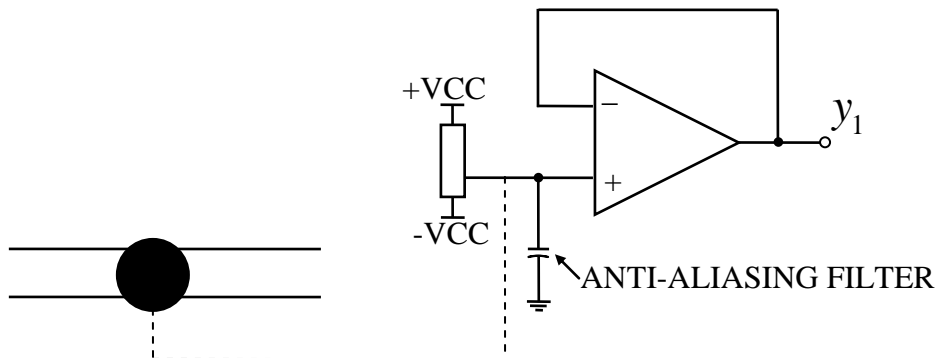 +VCC
y1
−
+
-VCC
ANTI-ALIASING FILTER